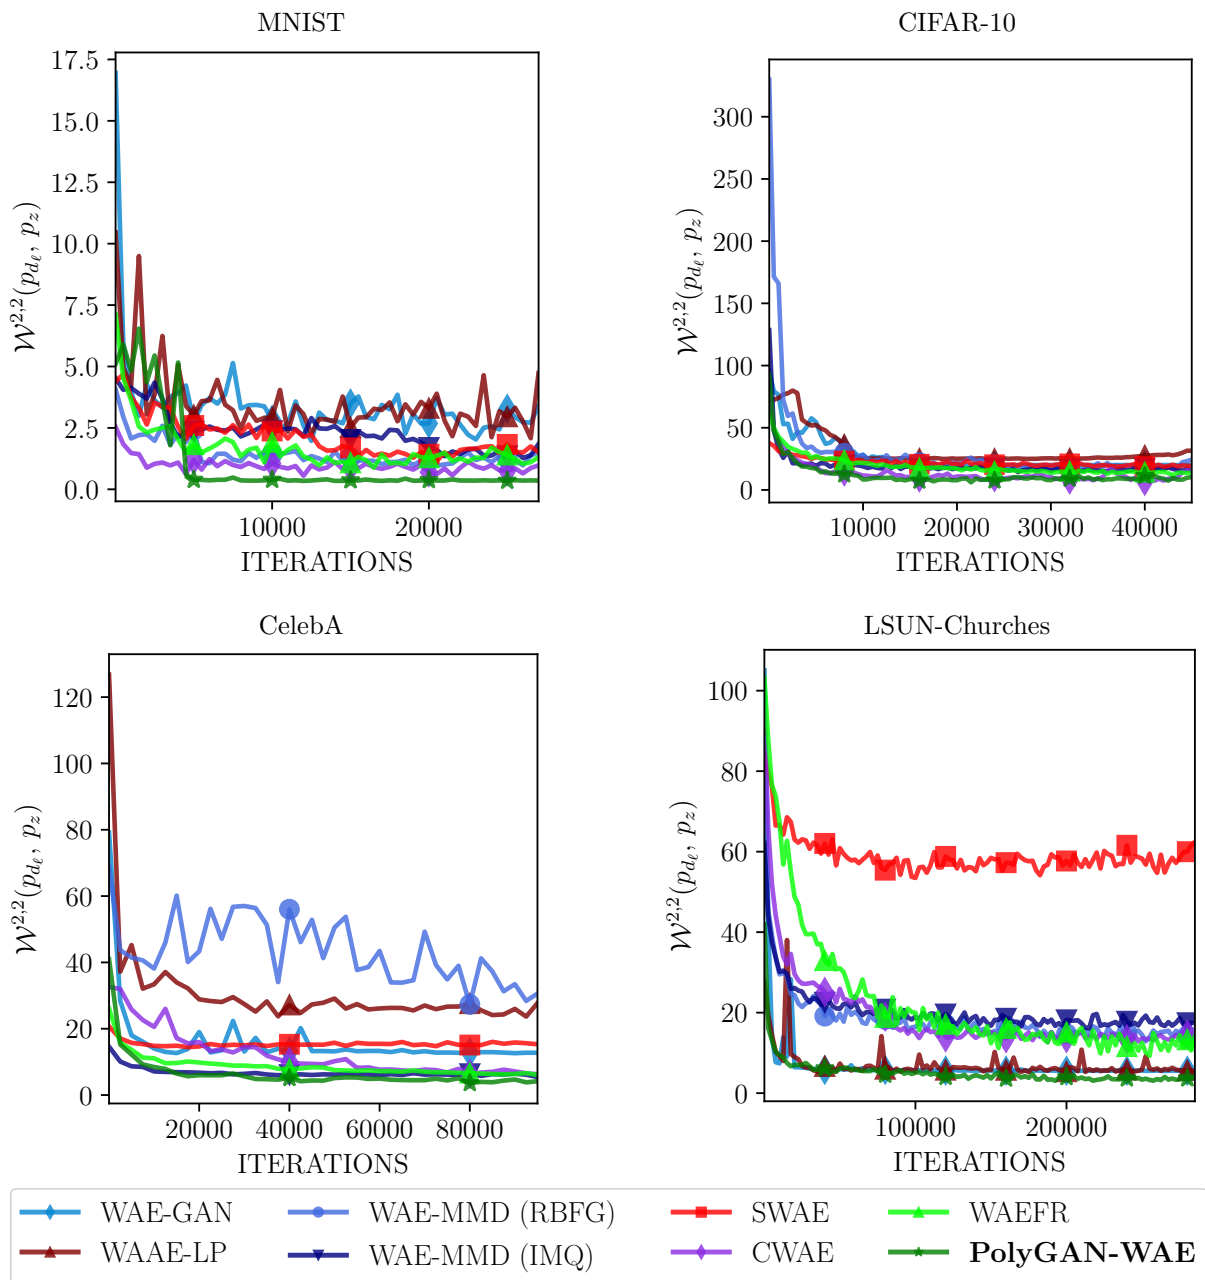 MNIST
17.5
15.0
12.5
10.0
7.5
5.0
2.5
0.0
𝒲²,²(p_{d_ℓ}, p_z)
10000 20000
ITERATIONS
CIFAR-10
300
250
200
150
100
50
0
𝒲²,²(p_{d_ℓ}, p_z)
10000 20000 30000 40000
ITERATIONS
CelebA
120
100
80
60
40
20
0
𝒲²,²(p_{d_ℓ}, p_z)
20000 40000 60000 80000
ITERATIONS
LSUN-Churches
100
80
60
40
20
0
𝒲²,²(p_{d_ℓ}, p_z)
100000 200000
ITERATIONS
WAE-GAN WAE-MMD (RBFG) SWAE WAEFR
WAAE-LP WAE-MMD (IMQ) CWAE PolyGAN-WAE